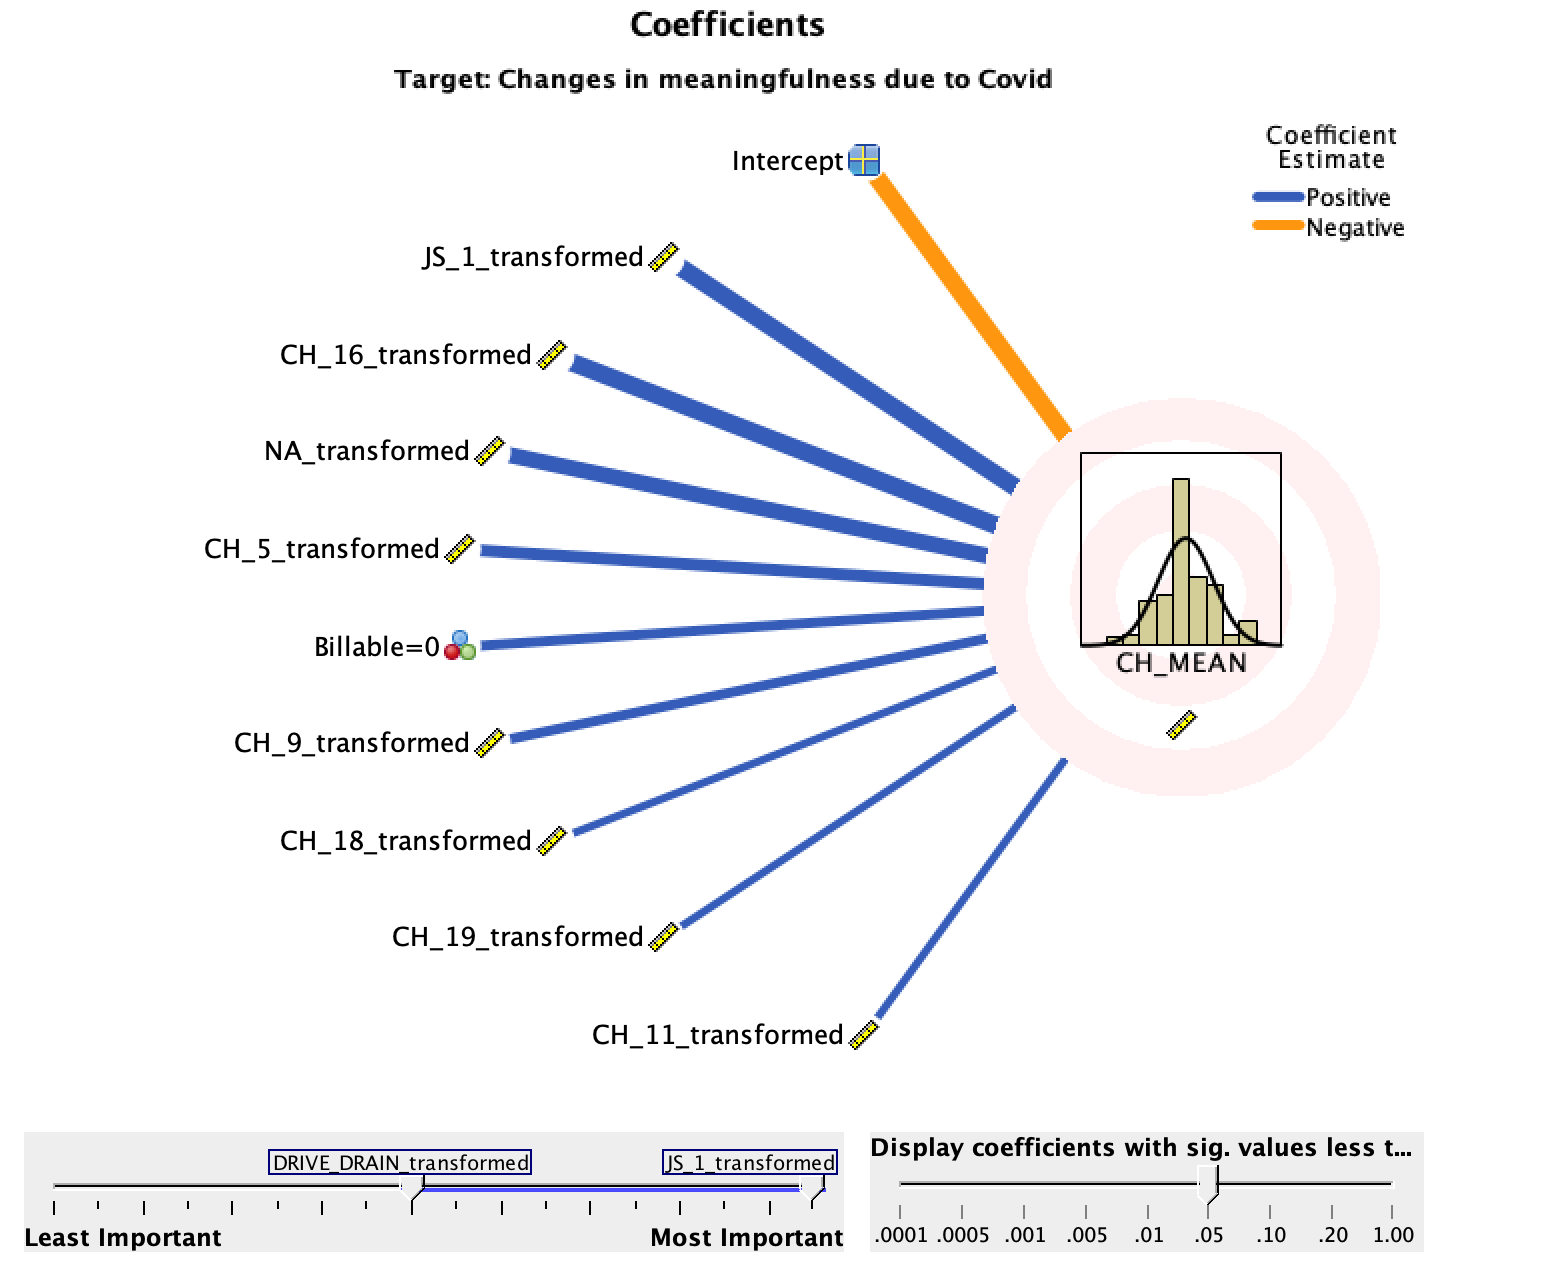 Coefficients
Target: Changes in meaningfulness due to Covid
Coefficient
Estimate
Positive
Negative
Intercept
JS_1_transformed
CH_16_transformed
NA_transformed
CH_5_transformed
Billable=0
CH_9_transformed
CH_18_transformed
CH_19_transformed
CH_11_transformed
CH_MEAN
DRIVE_DRAIN_transformed
JS_1_transformed
Least Important
Most Important
Display coefficients with sig. values less t...
.0001 .0005 .001 .005 .01 .05 .10 .20 1.00